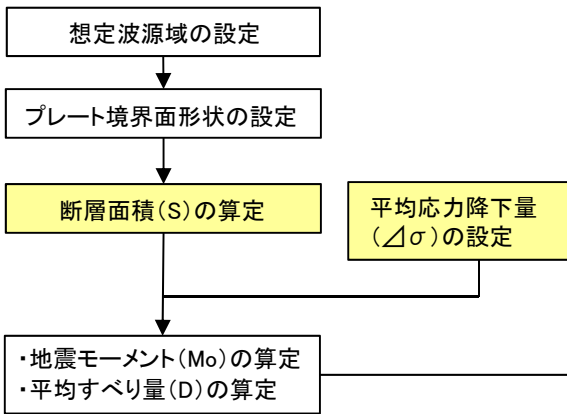 想定波源域の設定
プレート境界面形状の設定
断層面積(S)の算定
平均応力降下量
(⊿σ)の設定
・地震モーメント(Mo)の算定
・平均すべり量(D)の算定